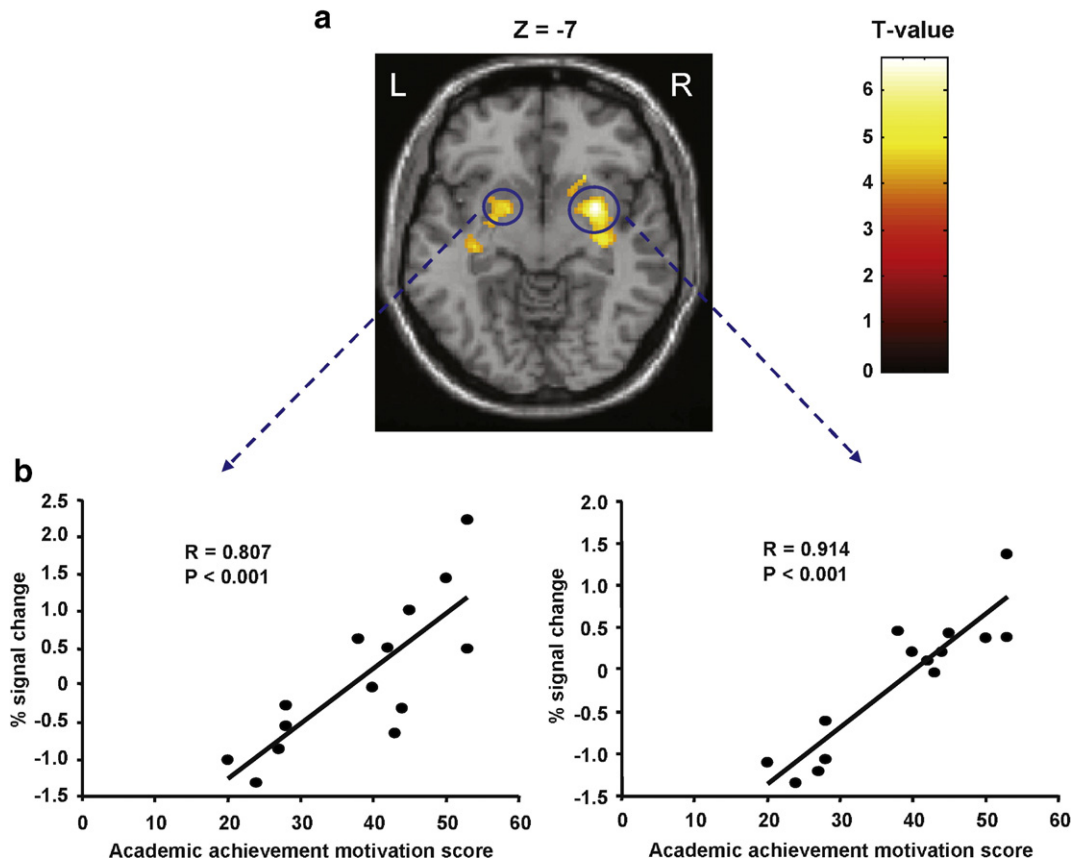 a
Z = -7
T-value
L
R
6
5
4
3
2
1
0
b
2.5
2.0
1.5
1.0
0.5
0
-0.5
-1.0
-1.5
% signal change
R = 0.807
P < 0.001
0 10 20 30 40 50 60
Academic achievement motivation score
2.0
1.5
1.0
0.5
0
-0.5
-1.0
-1.5
% signal change
R = 0.914
P < 0.001
0 10 20 30 40 50 60
Academic achievement motivation score